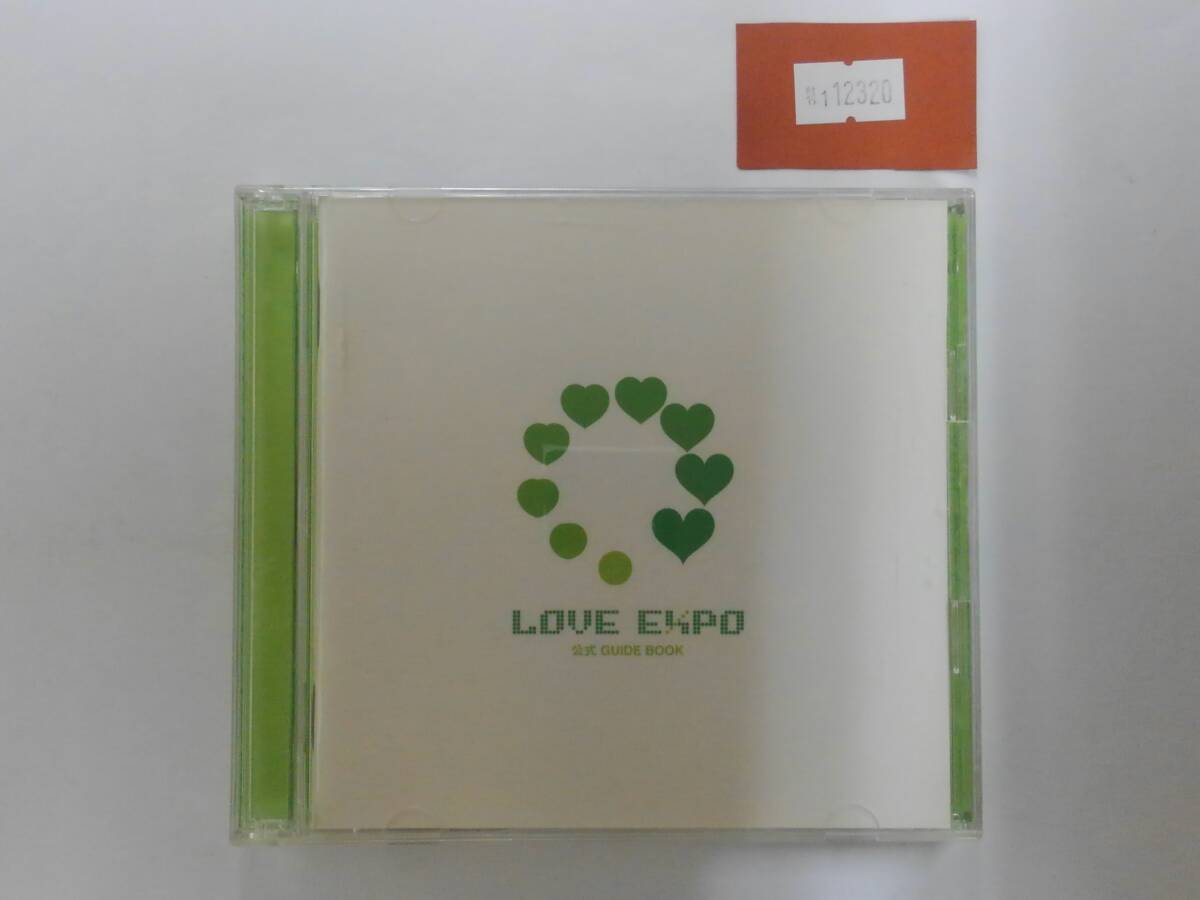 112320
LOVE EXPO
公式 GUIDE BOOK